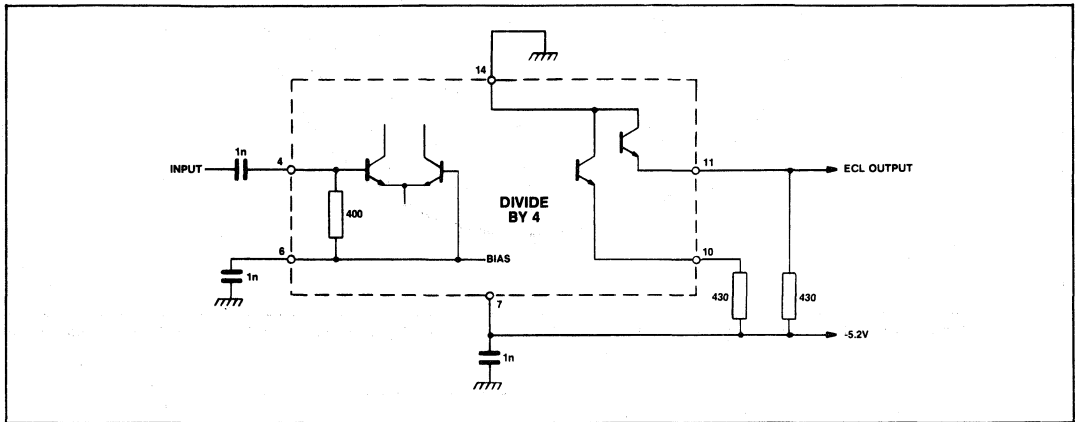 14
1n
4
11
INPUT
ECL OUTPUT
DIVIDE
BY 4
400
6
10
BIAS
1n
430
430
7
-5.2V
1n